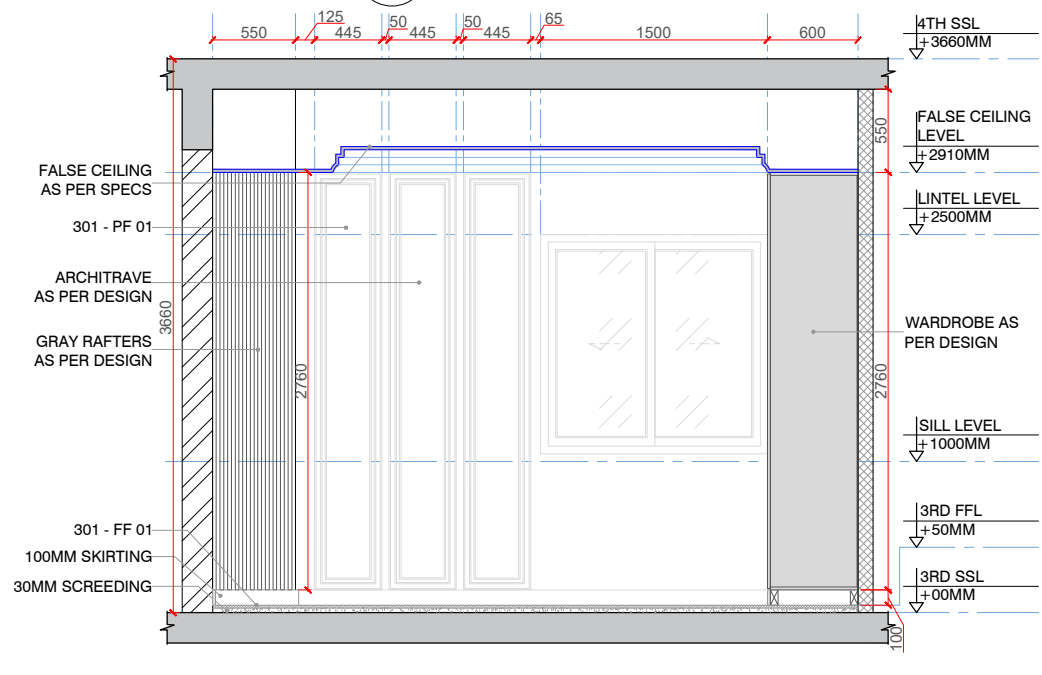 125
50
50
65
550
445
445
445
1500
600
4TH SSL
+3660MM
550
FALSE CEILING
LEVEL
+2910MM
FALSE CEILING
AS PER SPECS
LINTEL LEVEL
+2500MM
301 - PF 01
ARCHITRAVE
AS PER DESIGN
3660
GRAY RAFTERS
AS PER DESIGN
WARDROBE AS
PER DESIGN
2760
2760
SILL LEVEL
+1000MM
3RD FFL
+50MM
301 - FF 01
100MM SKIRTING
30MM SCREEDING
3RD SSL
+00MM
100